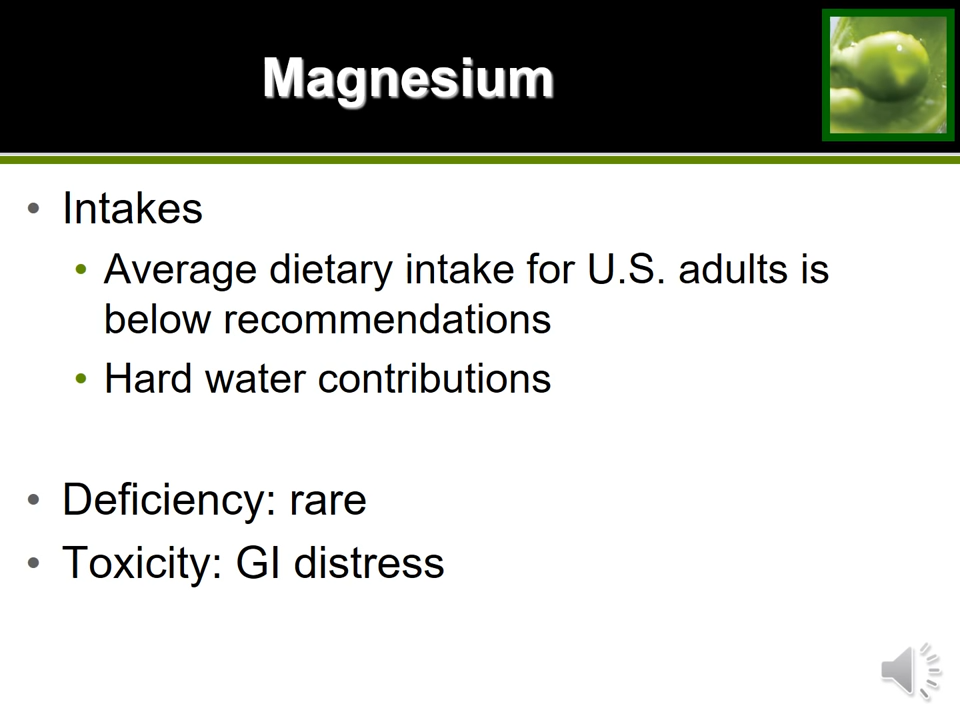 Magnesium
• Intakes
• Average dietary intake for U.S. adults is
below recommendations
• Hard water contributions
• Deficiency: rare
• Toxicity: GI distress